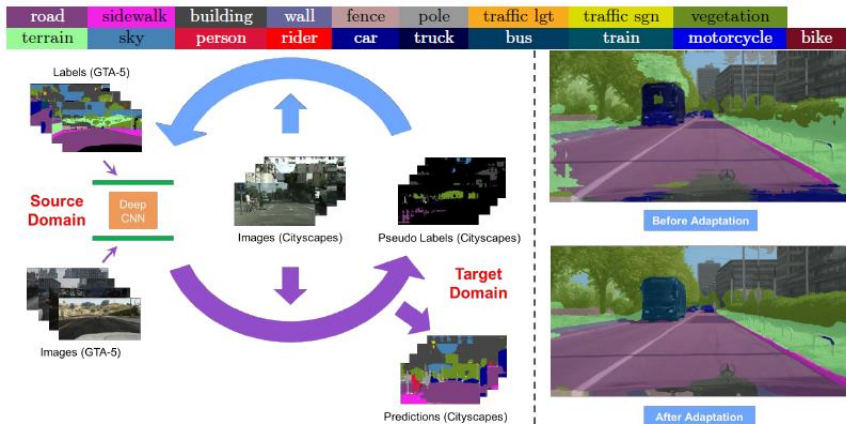 road sidewalk building wall fence pole traffic lgt traffic sgn vegetation
terrain sky person rider car truck bus train motorcycle bike
Labels (GTA-5)
Source
Domain
Deep
CNN
Images (GTA-5)
Images (Cityscapes)
Pseudo Labels (Cityscapes)
Target
Domain
Predictions (Cityscapes)
Before Adaptation
After Adaptation